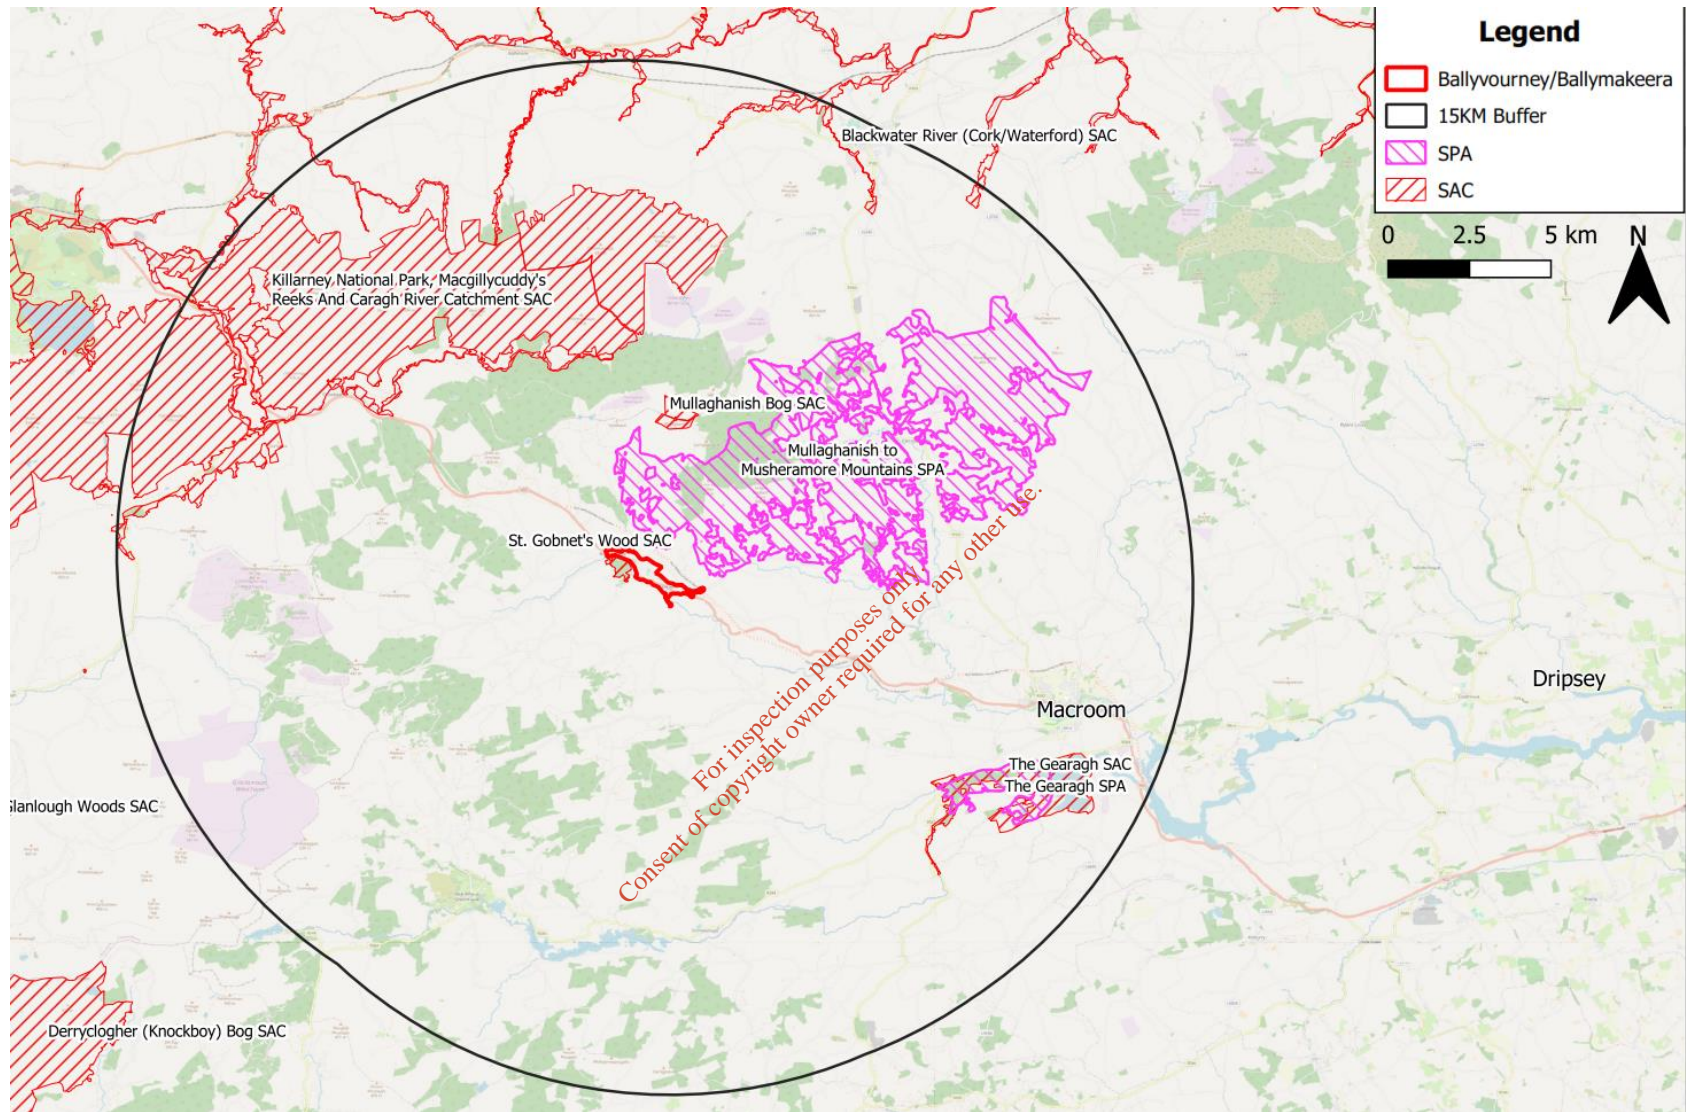 Legend
Ballyvourney/Ballymakeera
15KM Buffer
SPA
SAC
0 2.5 5 km N
Blackwater River (Cork/Waterford) SAC
Killarney National Park, Macgillycuddy's
Reeks And Caragh River Catchment SAC
Mullaghanish Bog SAC
Mullaghanish to
Musheramore Mountains SPA
St. Gobnet's Wood SAC
Dripsey
Macroom
The Gearagh SAC
The Gearagh SPA
Glanlough Woods SAC
Derryclogher (Knockboy) Bog SAC
For inspection purposes only.
Consent of copyright owner required for any other use.